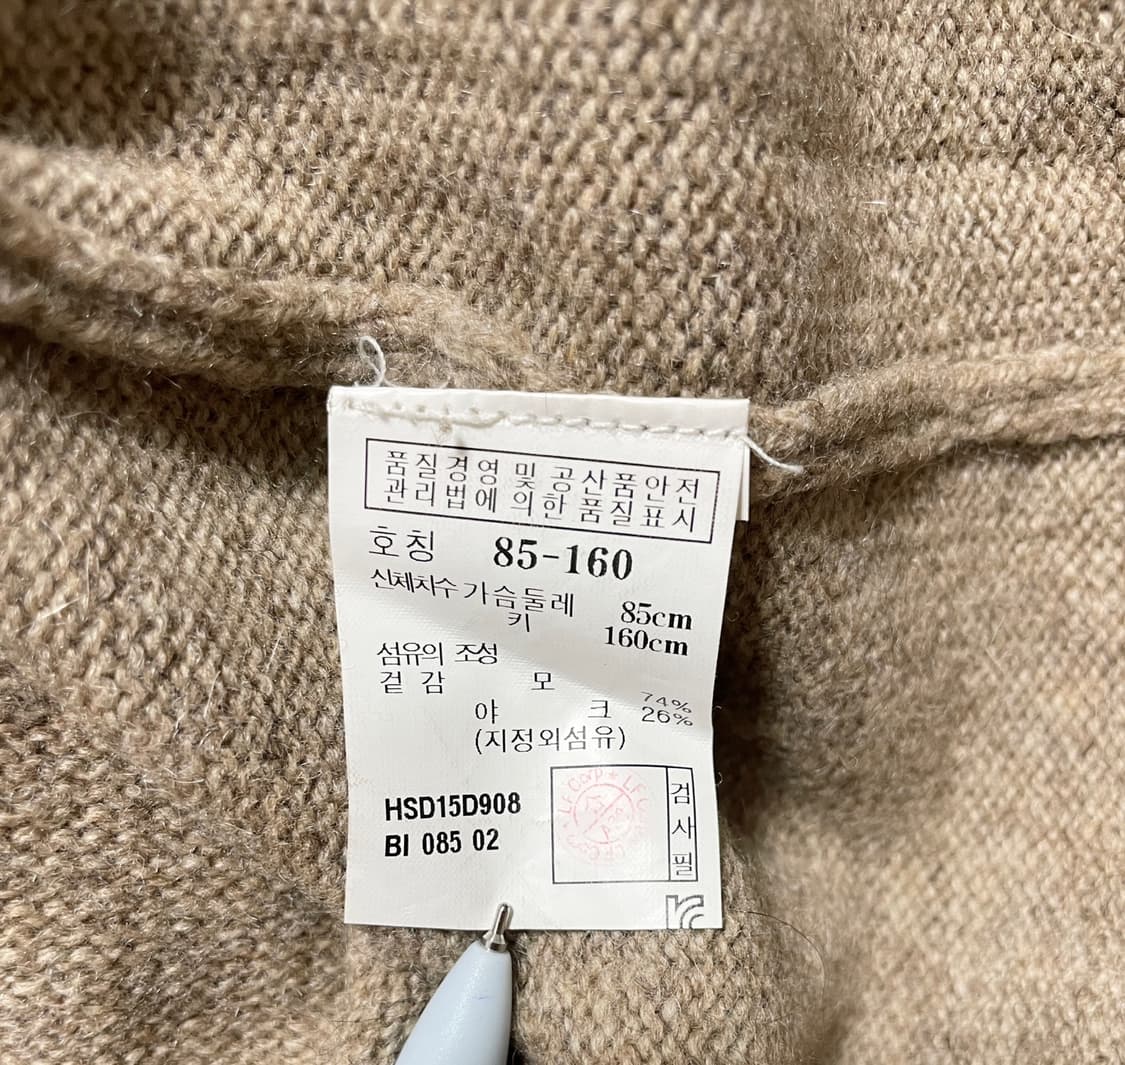 품질경영 및 공산품안전
관리법에 의한 품질표시
호칭 85-160
신체치수 가슴둘레 85cm
키 160cm
섬유의 조성
겉감 모 74%
야크 26%
(지정외섬유)
HSD15D908
BI 085 02
LF Corp
검사필